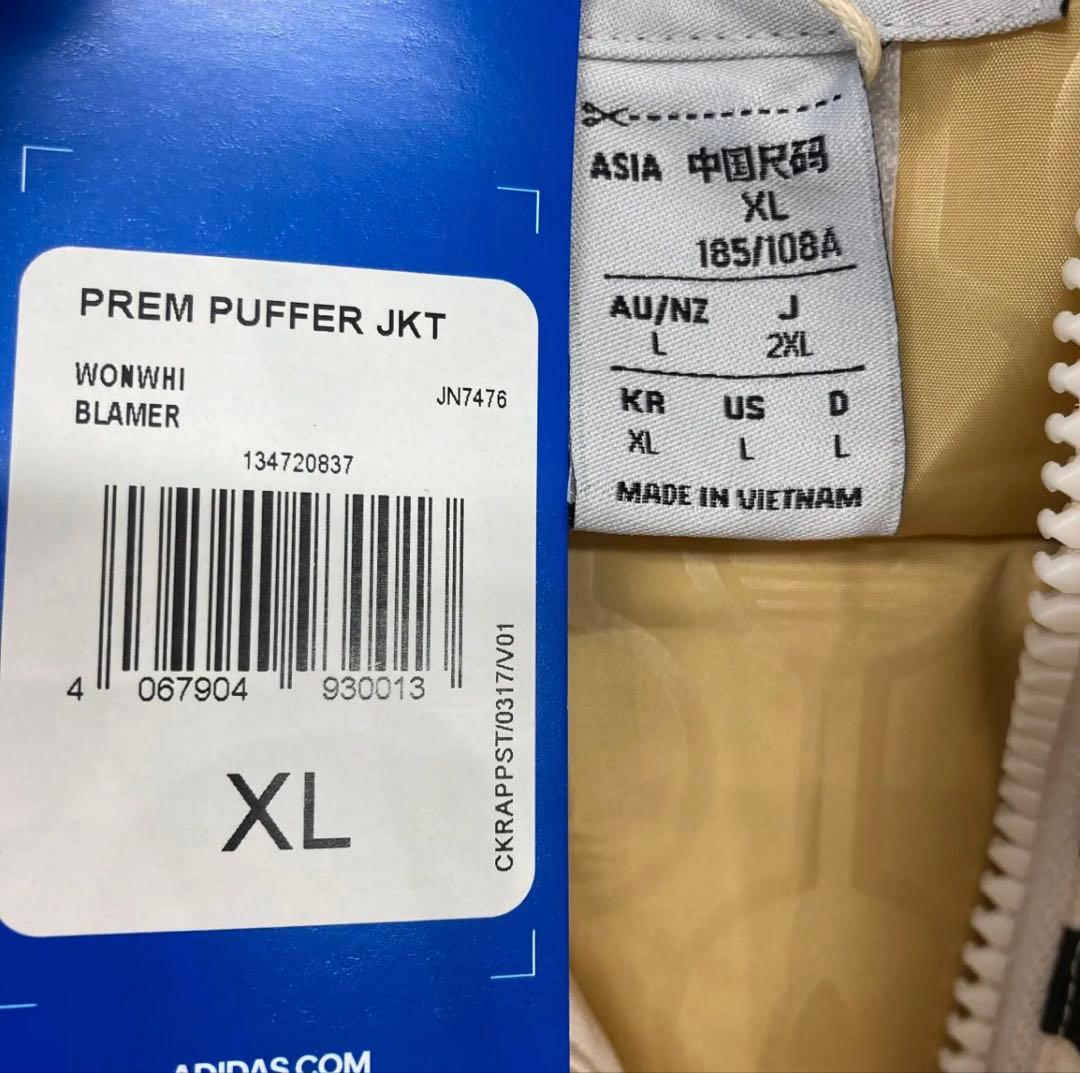 PREM PUFFER JKT
WONWHI
BLAMER
JN7476
134720837
4 067904 930013
XL
CKRAPPST/0317/V01
ADIDAS.COM
ASIA 中国尺码
XL
185/108A
AU/NZ J
L 2XL
KR US D
XL L L
MADE IN VIETNAM